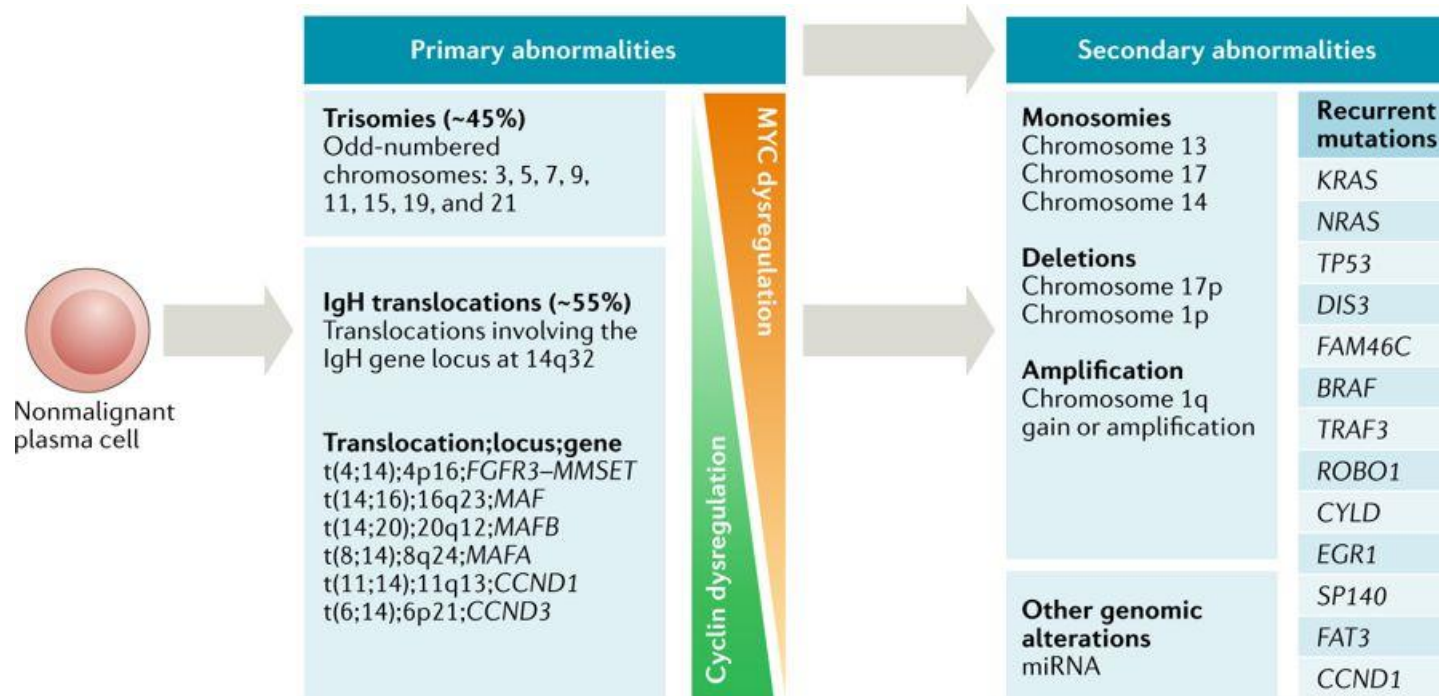 Primary abnormalities
Secondary abnormalities
Nonmalignant
plasma cell
Trisomies (~45%)
Odd-numbered
chromosomes: 3, 5, 7, 9,
11, 15, 19, and 21
IgH translocations (~55%)
Translocations involving the
IgH gene locus at 14q32
Translocation;locus;gene
t(4;14);4p16;FGFR3–MMSET
t(14;16);16q23;MAF
t(14;20);20q12;MAFB
t(8;14);8q24;MAFA
t(11;14);11q13;CCND1
t(6;14);6p21;CCND3
Cyclin dysregulation
MYC dysregulation
Monosomies
Chromosome 13
Chromosome 17
Chromosome 14
Deletions
Chromosome 17p
Chromosome 1p
Amplification
Chromosome 1q
gain or amplification
Other genomic
alterations
miRNA
Recurrent
mutations
KRAS
NRAS
TP53
DIS3
FAM46C
BRAF
TRAF3
ROBO1
CYLD
EGR1
SP140
FAT3
CCND1